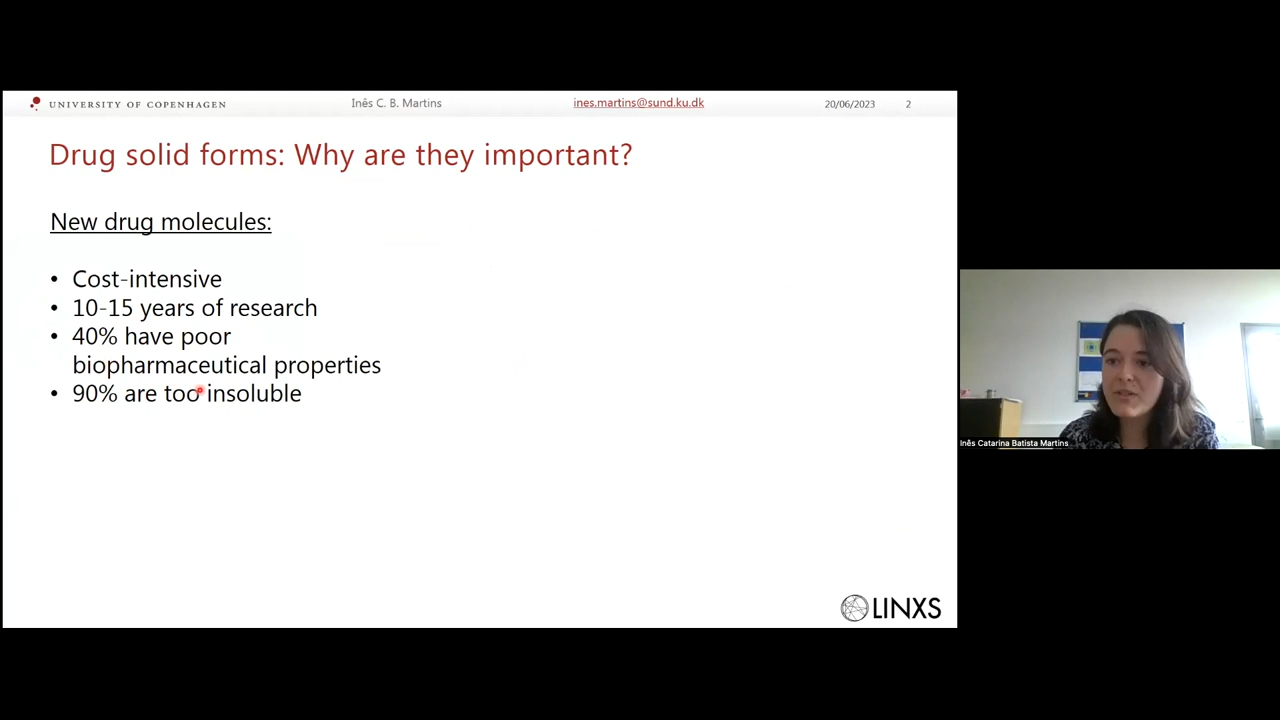 UNIVERSITY OF COPENHAGEN Inês C. B. Martins ines.martins@sund.ku.dk 20/06/2023 2
Drug solid forms: Why are they important?
New drug molecules:
• Cost-intensive
• 10-15 years of research
• 40% have poor
biopharmaceutical properties
• 90% are too insoluble
Inês Catarina Batista Martins
LINXS